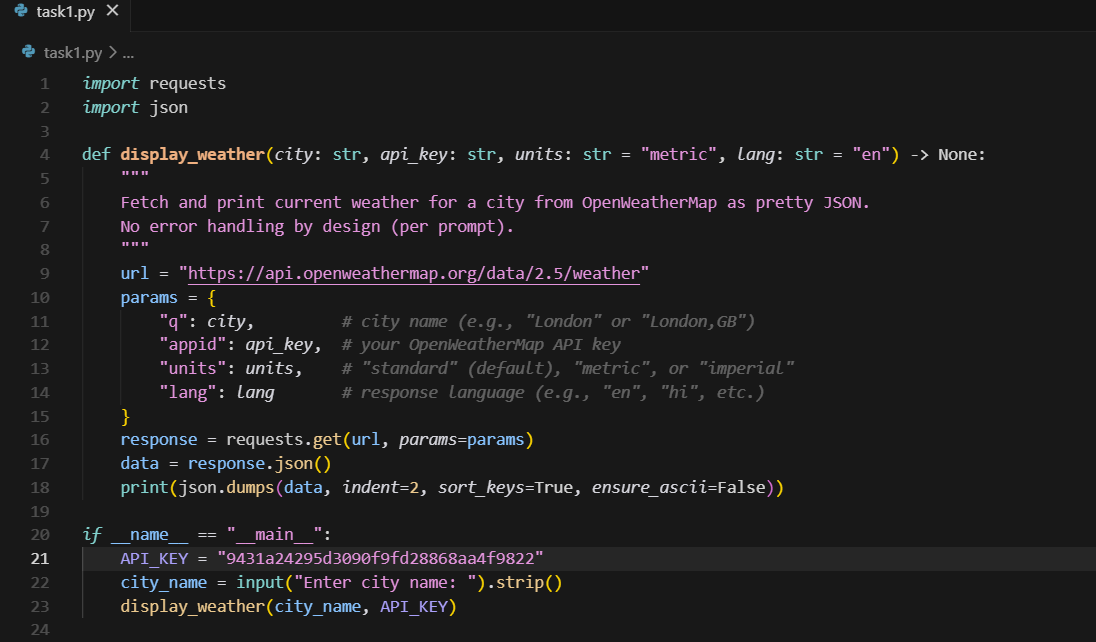 task1.py ×
task1.py > ...
1 import requests
2 import json
3
4 def display_weather(city: str, api_key: str, units: str = "metric", lang: str = "en") -> None:
5     """
6     Fetch and print current weather for a city from OpenWeatherMap as pretty JSON.
7     No error handling by design (per prompt).
8     """
9     url = "https://api.openweathermap.org/data/2.5/weather"
10     params = {
11         "q": city,         # city name (e.g., "London" or "London,GB")
12         "appid": api_key,  # your OpenWeatherMap API key
13         "units": units,    # "standard" (default), "metric", or "imperial"
14         "lang": lang       # response language (e.g., "en", "hi", etc.)
15     }
16     response = requests.get(url, params=params)
17     data = response.json()
18     print(json.dumps(data, indent=2, sort_keys=True, ensure_ascii=False))
19
20 if __name__ == "__main__":
21     API_KEY = "9431a24295d3090f9fd28868aa4f9822"
22     city_name = input("Enter city name: ").strip()
23     display_weather(city_name, API_KEY)
24